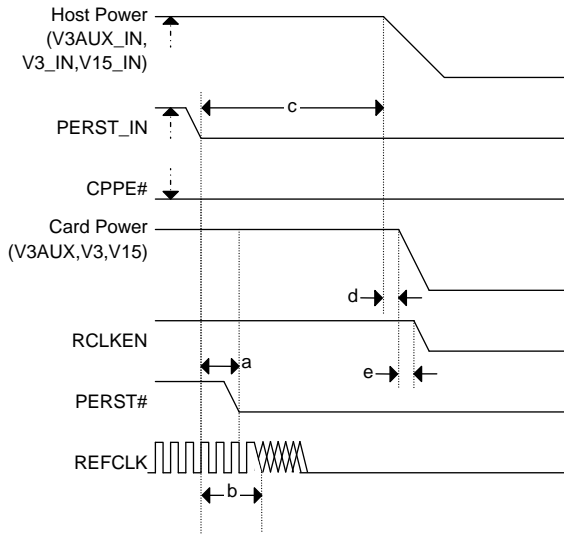 Host Power
(V3AUX_IN,
V3_IN,V15_IN)
c
PERST_IN
CPPE#
Card Power
(V3AUX,V3,V15)
d
RCLKEN
a
e
PERST#
REFCLK
b